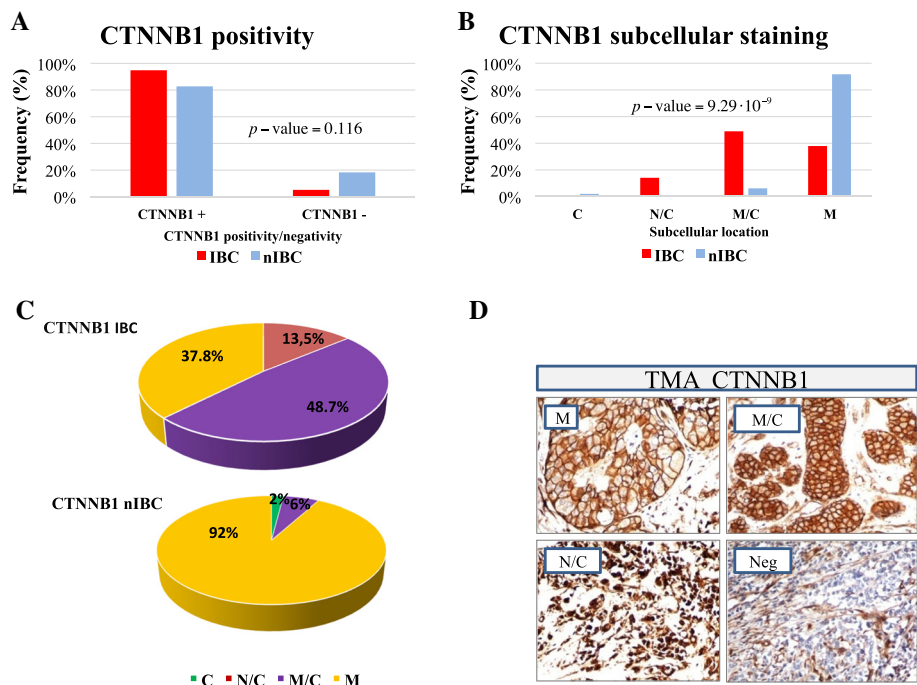 A
CTNNB1 positivity
Frequency (%)
100%
80%
60%
40%
20%
0%
p – value = 0.116
CTNNB1 +
CTNNB1 -
CTNNB1 positivity/negativity
IBC
nIBC
B
CTNNB1 subcellular staining
Frequency (%)
100%
80%
60%
40%
20%
0%
p – value = 9.29·10⁻⁹
C
N/C
M/C
M
Subcellular location
IBC
nIBC
C
CTNNB1 IBC
37.8%
13,5%
48.7%
CTNNB1 nIBC
2%
6%
92%
C
N/C
M/C
M
D
TMA CTNNB1
M
M/C
N/C
Neg